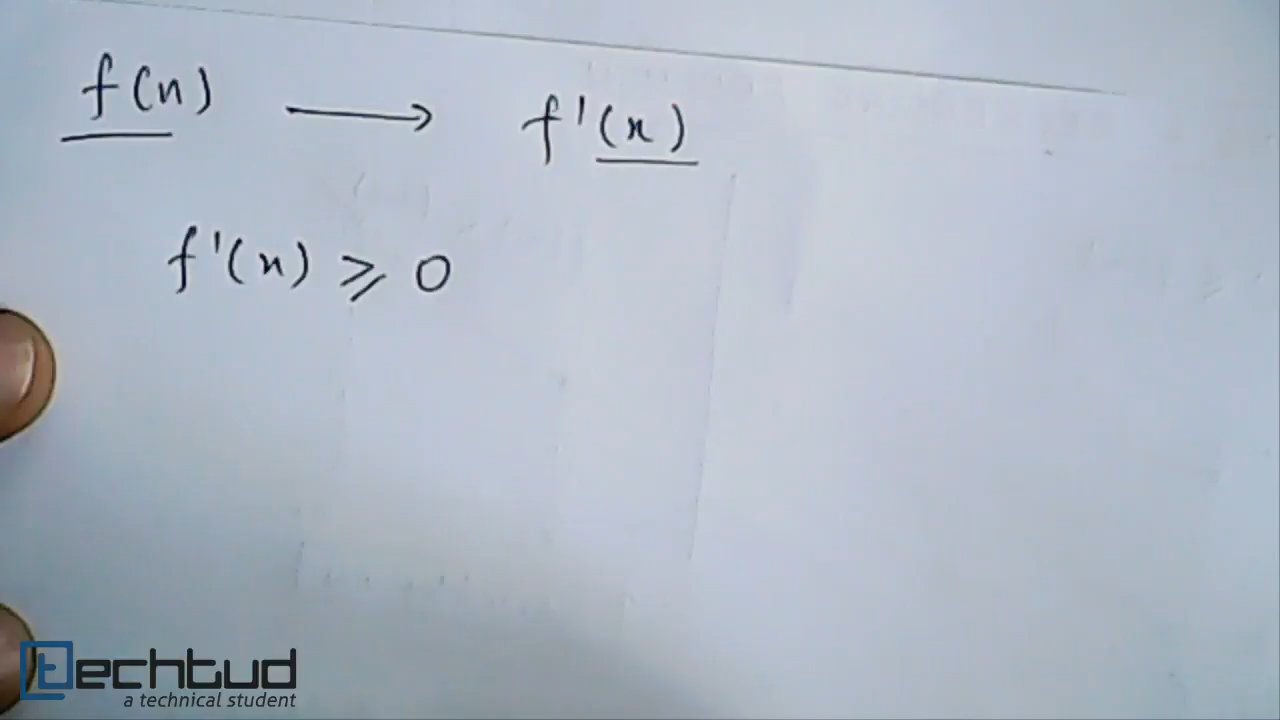 f(x) ⟶ f'(x)
f'(x) ⩾ 0
techtud
a technical student